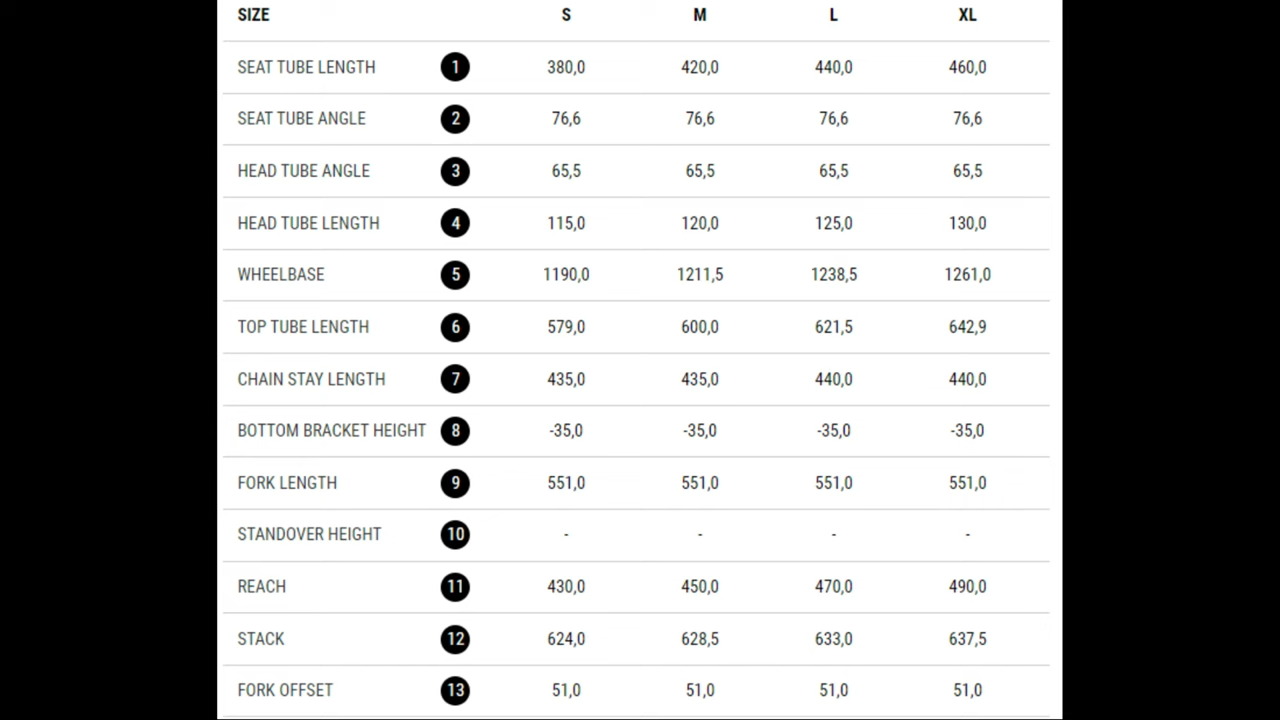 SIZE S M L XL
SEAT TUBE LENGTH 1 380,0 420,0 440,0 460,0
SEAT TUBE ANGLE 2 76,6 76,6 76,6 76,6
HEAD TUBE ANGLE 3 65,5 65,5 65,5 65,5
HEAD TUBE LENGTH 4 115,0 120,0 125,0 130,0
WHEELBASE 5 1190,0 1211,5 1238,5 1261,0
TOP TUBE LENGTH 6 579,0 600,0 621,5 642,9
CHAIN STAY LENGTH 7 435,0 435,0 440,0 440,0
BOTTOM BRACKET HEIGHT 8 -35,0 -35,0 -35,0 -35,0
FORK LENGTH 9 551,0 551,0 551,0 551,0
STANDOVER HEIGHT 10 - - - -
REACH 11 430,0 450,0 470,0 490,0
STACK 12 624,0 628,5 633,0 637,5
FORK OFFSET 13 51,0 51,0 51,0 51,0